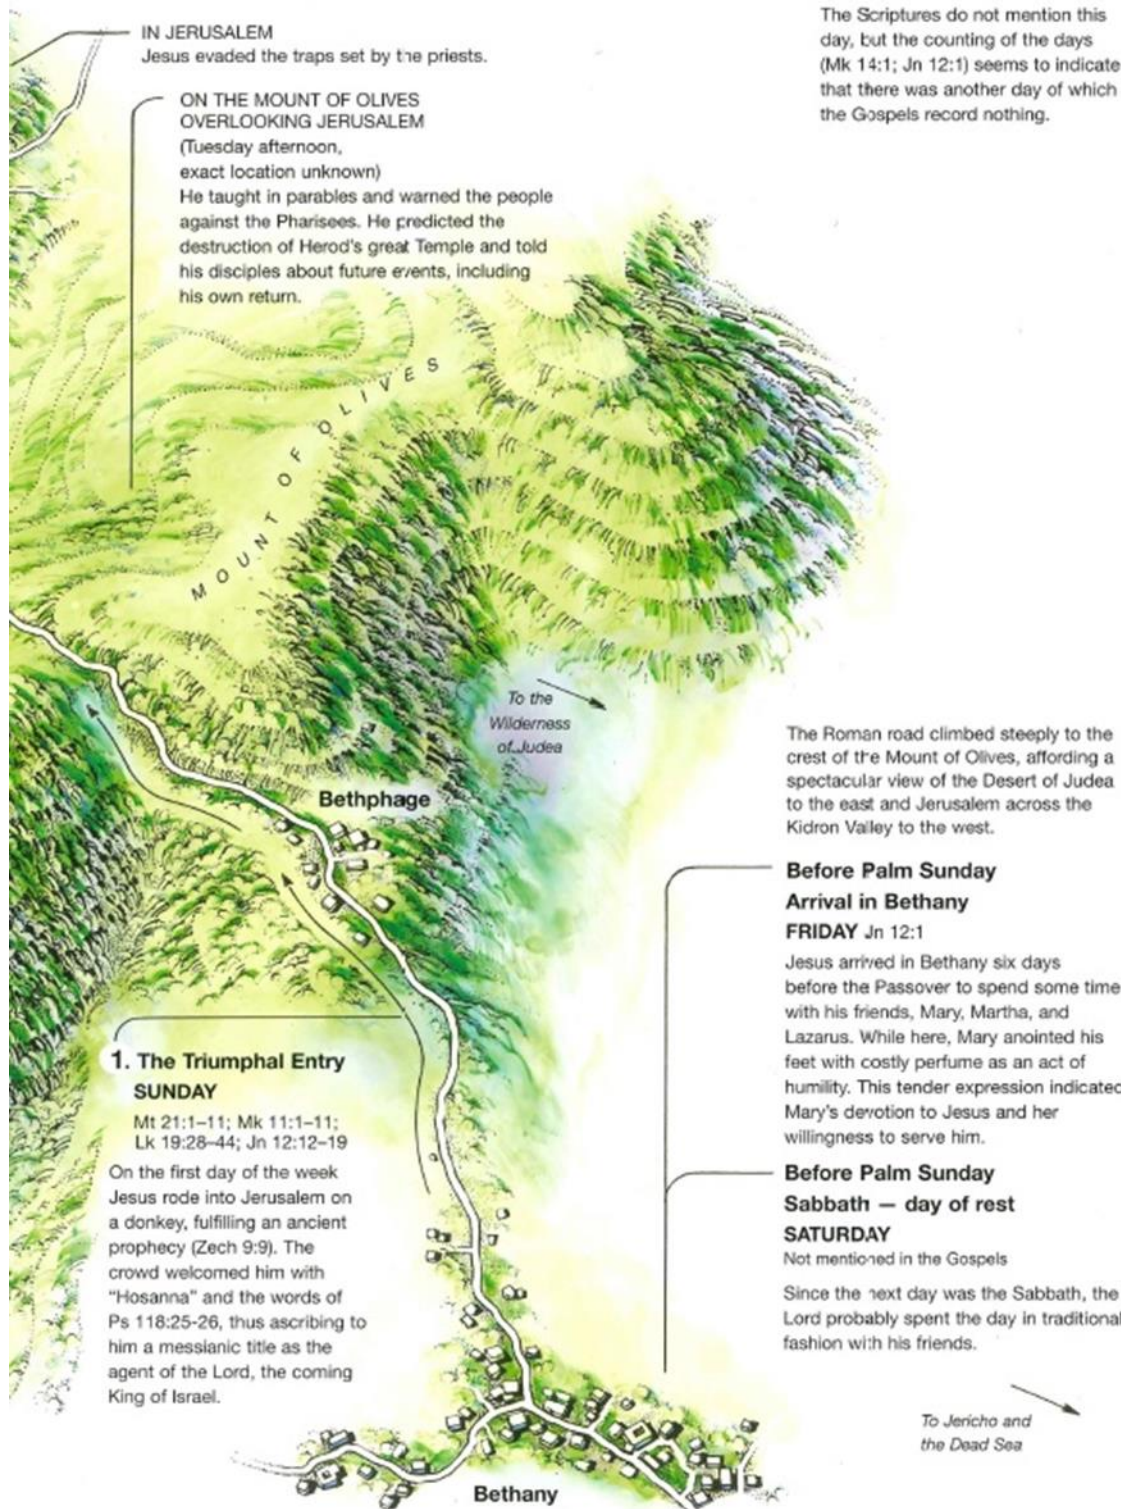 IN JERUSALEM
Jesus evaded the traps set by the priests.
ON THE MOUNT OF OLIVES
OVERLOOKING JERUSALEM
(Tuesday afternoon,
exact location unknown)
He taught in parables and warned the people
against the Pharisees. He predicted the
destruction of Herod's great Temple and told
his disciples about future events, including
his own return.
The Scriptures do not mention this
day, but the counting of the days
(Mk 14:1; Jn 12:1) seems to indicate
that there was another day of which
the Gospels record nothing.
MOUNT OF OLIVES
To the
Wilderness
of Judea
Bethphage
The Roman road climbed steeply to the
crest of the Mount of Olives, affording a
spectacular view of the Desert of Judea
to the east and Jerusalem across the
Kidron Valley to the west.
Before Palm Sunday
Arrival in Bethany
FRIDAY Jn 12:1
Jesus arrived in Bethany six days
before the Passover to spend some time
with his friends, Mary, Martha, and
Lazarus. While here, Mary anointed his
feet with costly perfume as an act of
humility. This tender expression indicated
Mary's devotion to Jesus and her
willingness to serve him.
1. The Triumphal Entry
SUNDAY
Mt 21:1–11; Mk 11:1–11;
Lk 19:28–44; Jn 12:12–19
On the first day of the week
Jesus rode into Jerusalem on
a donkey, fulfilling an ancient
prophecy (Zech 9:9). The
crowd welcomed him with
"Hosanna" and the words of
Ps 118:25-26, thus ascribing to
him a messianic title as the
agent of the Lord, the coming
King of Israel.
Before Palm Sunday
Sabbath — day of rest
SATURDAY
Not mentioned in the Gospels
Since the next day was the Sabbath, the
Lord probably spent the day in traditional
fashion with his friends.
To Jericho and
the Dead Sea
Bethany